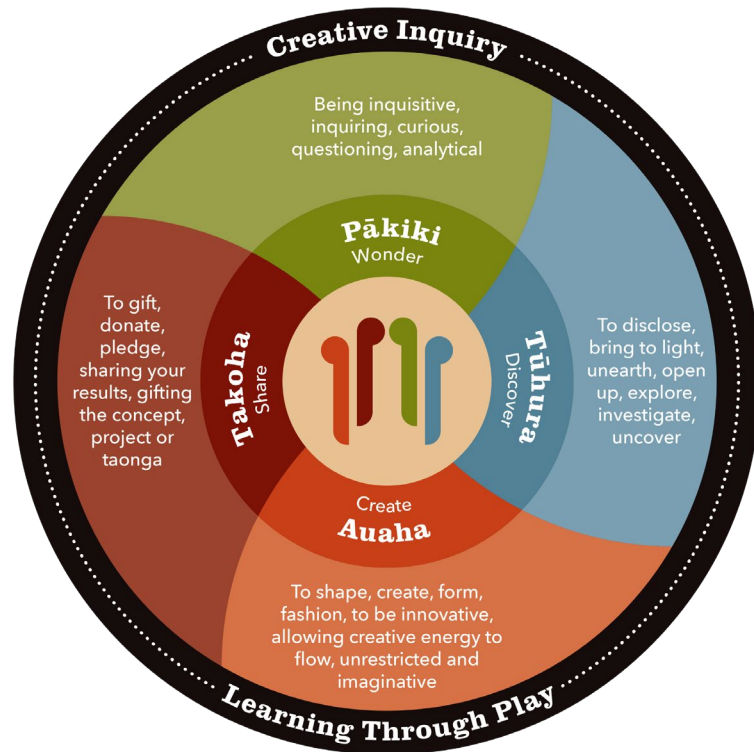 Creative Inquiry
Being inquisitive,
inquiring, curious,
questioning, analytical
Pākiki
Wonder
Tūhura
Discover
To disclose,
bring to light,
unearth, open
up, explore,
investigate,
uncover
Create
Auaha
To shape, create, form,
fashion, to be innovative,
allowing creative energy to
flow, unrestricted and
imaginative
Takoha
Share
To gift,
donate,
pledge,
sharing your
results, gifting
the concept,
project or
taonga
Learning Through Play